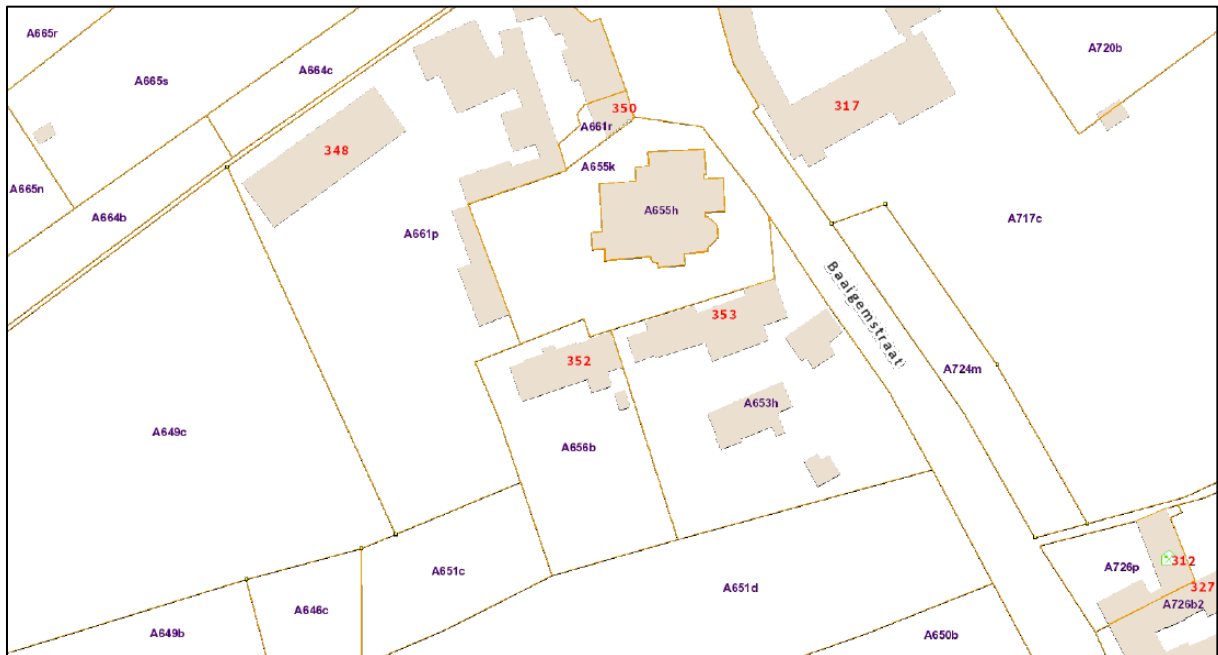 A665r
A720b
A664c
A665s
350
317
A661r
348
A655k
A665n
A655h
A664b
A717c
A661p
Baaigemstraat
353
352
A724m
A653h
A649c
A656b
312
A726p
A651c
327
A651d
A726b2
A646c
A649b
A650b